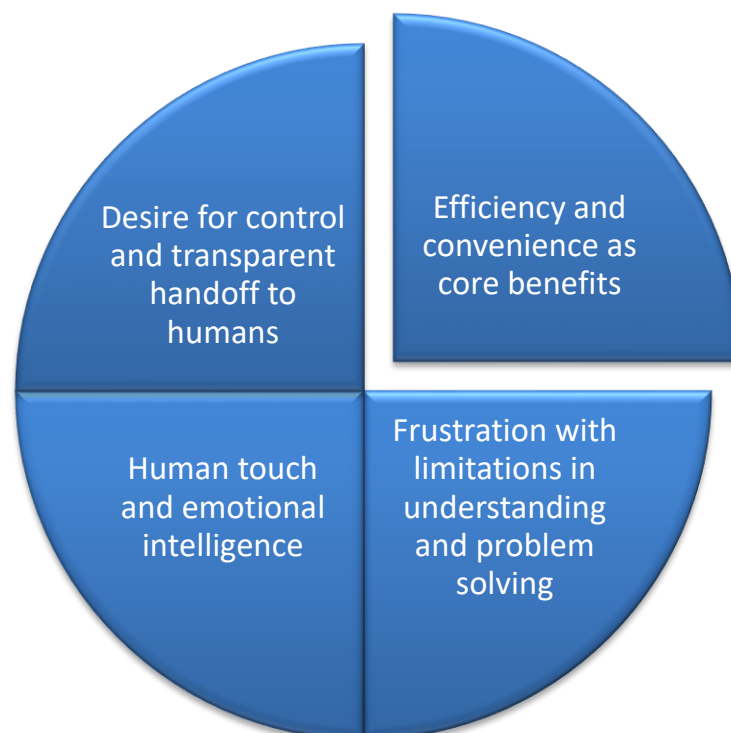 Desire for control
and transparent
handoff to
humans
Efficiency and
convenience as
core benefits
Human touch
and emotional
intelligence
Frustration with
limitations in
understanding
and problem
solving